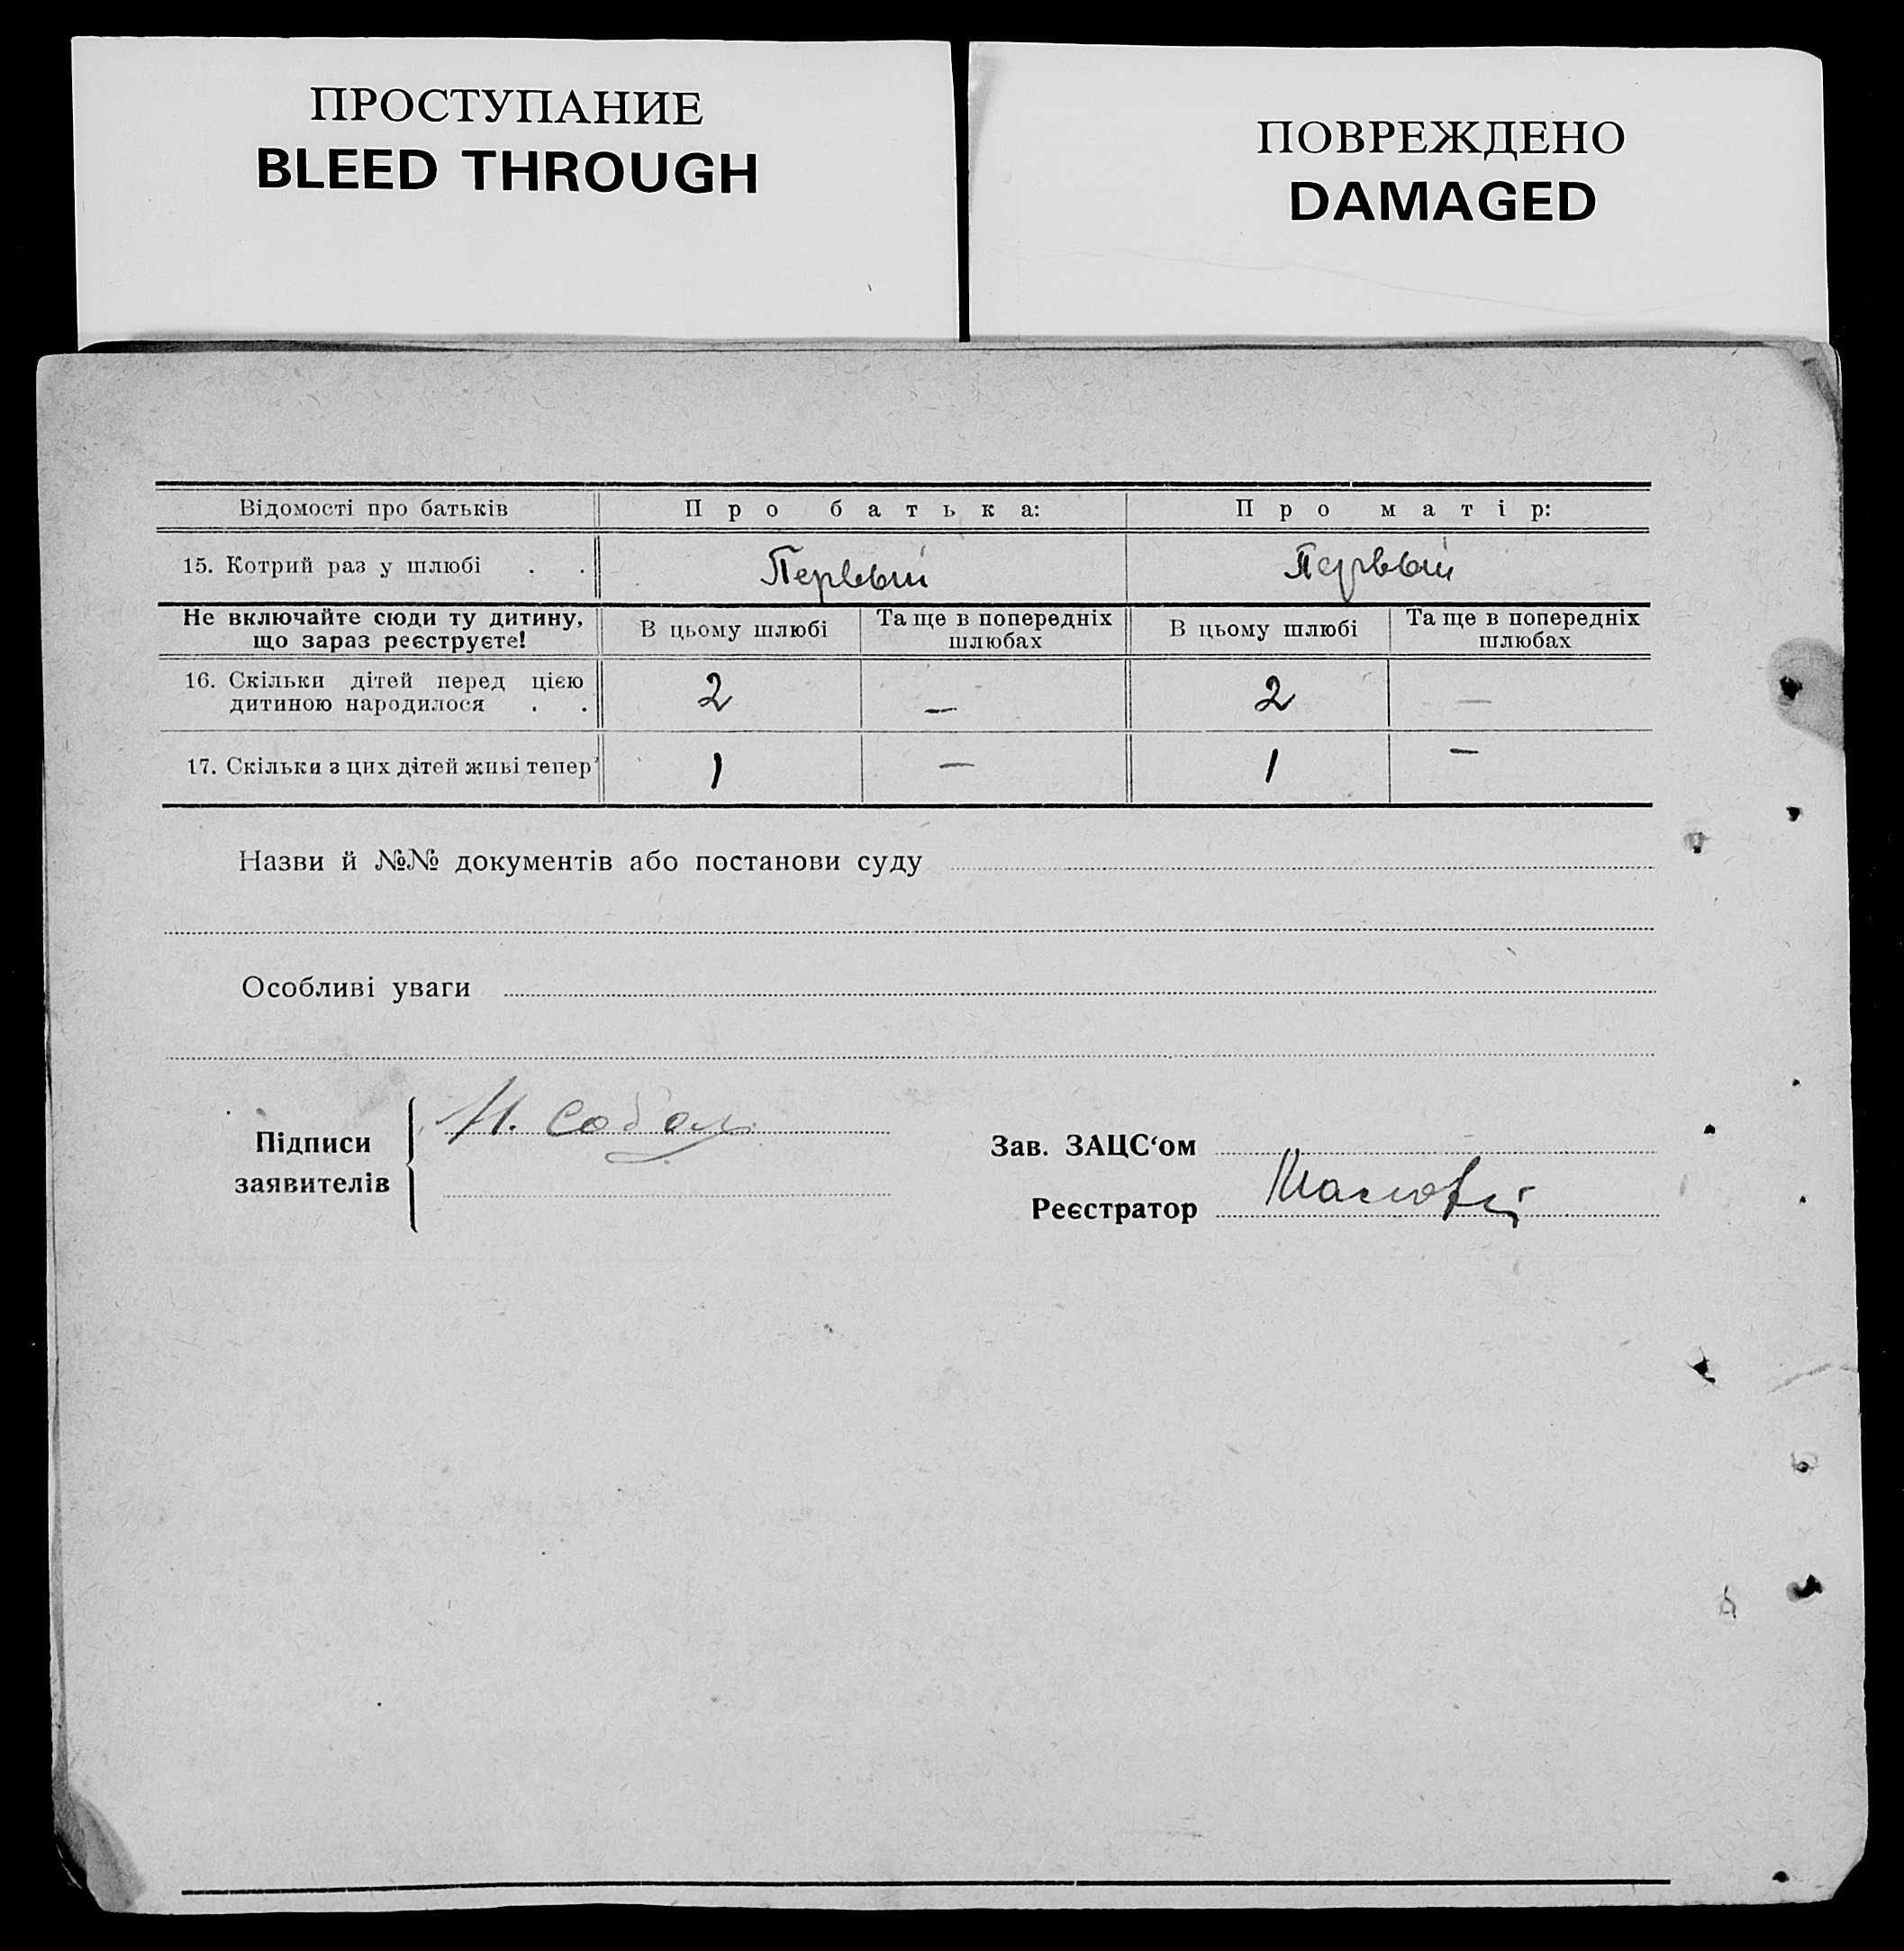 ПРОСТУПАНИЕ
BLEED THROUGH
ПОВРЕЖДЕНО
DAMAGED
Відомості про батьків Про батька: Про матір:
15. Котрий раз у шлюбі . . Первый Первый
Не включайте сюди ту дитину, що зараз реєструєте! В цьому шлюбі Та ще в попередніх шлюбах В цьому шлюбі Та ще в попередніх шлюбах
16. Скільки дітей перед цією дитиною народилося . . 2 — 2 —
17. Скільки з цих дітей живі тепер 1 — 1 —
Назви й №№ документів або постанови суду
Особливі уваги
Підписи
заявителів
Зав. ЗАЦС‘ом
Реєстратор